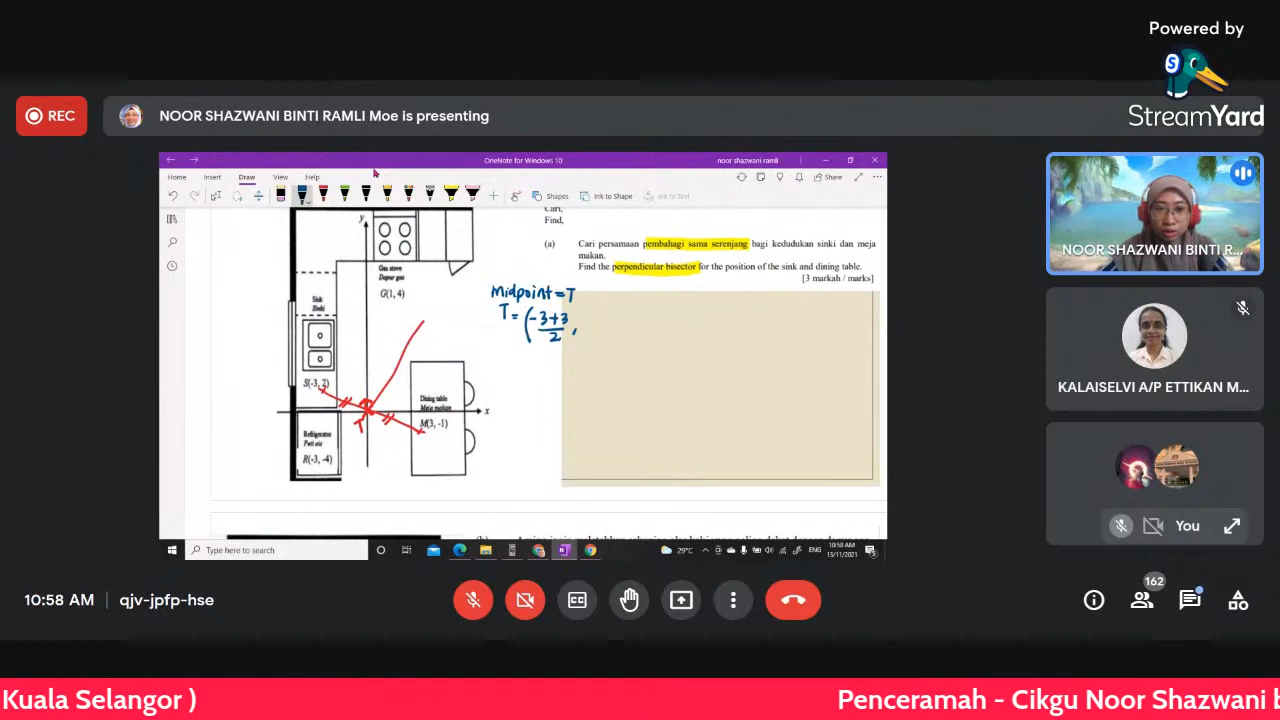 Powered by
S
StreamYard
REC
NOOR SHAZWANI BINTI RAMLI Moe is presenting
OneNote for Windows 10
noor shazwani ramli
Home Insert Draw View Help
Shapes
Ink to Shape
Ink to Text
Share
y
Gas stove
Dapur gas
G(1, 4)
Sink
Sinki
S(-3, 2)
Refrigerator
Peti ais
R(-3, -4)
T
Dining table
Meja makan
M(3, -1)
x
Cari,
Find,
(a) Cari persamaan pembahagi sama serenjang bagi kedudukan sinki dan meja
makan.
Find the perpendicular bisector for the position of the sink and dining table.
[3 markah / marks]
midpoint = T
T = (-3+3
2 ,
Type here to search
29°C
ENG
10:58 AM
13/11/2021
NOOR SHAZWANI BINTI R...
KALAISELVI A/P ETTIKAN M...
You
10:58 AM
qjv-jpfp-hse
162
Kuala Selangor )
Penceramah - Cikgu Noor Shazwani b